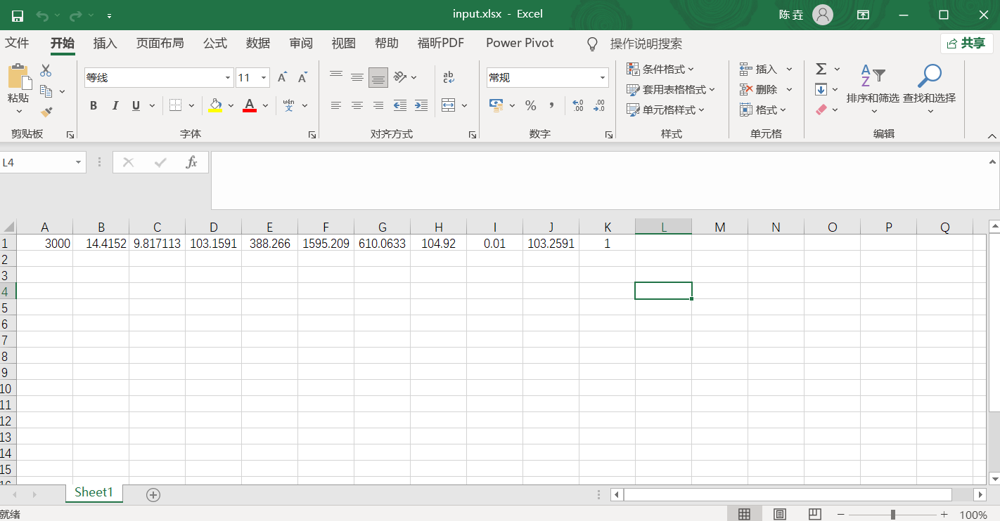 input.xlsx - Excel
陈 垚
文件 开始 插入 页面布局 公式 数据 审阅 视图 帮助 福昕PDF Power Pivot 操作说明搜索 共享
粘贴
剪贴板
等线 11
B I U A wén 文
字体
ab c
对齐方式
常规
% , .00
数字
条件格式
套用表格格式
单元格样式
样式
插入
删除
格式
单元格
Σ
排序和筛选 查找和选择
编辑
L4 fx
A B C D E F G H I J K L M N O P Q
1 3000 14.4152 9.817113 103.1591 388.266 1595.209 610.0633 104.92 0.01 103.2591 1
2
3
4
5
6
7
8
9
10
11
12
13
14
15
16
Sheet1
就绪 100%